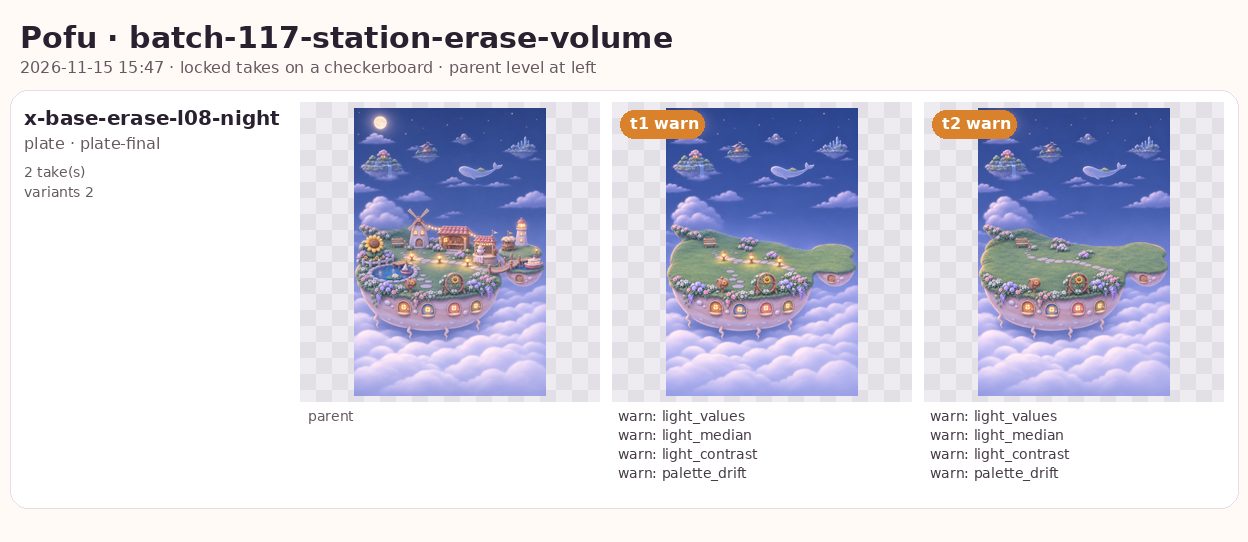 Pofu · batch-117-station-erase-volume
2026-11-15 15:47 · locked takes on a checkerboard · parent level at left
x-base-erase-l08-night
plate · plate-final
2 take(s)
variants 2
parent
t1 warn
warn: light_values
warn: light_median
warn: light_contrast
warn: palette_drift
t2 warn
warn: light_values
warn: light_median
warn: light_contrast
warn: palette_drift